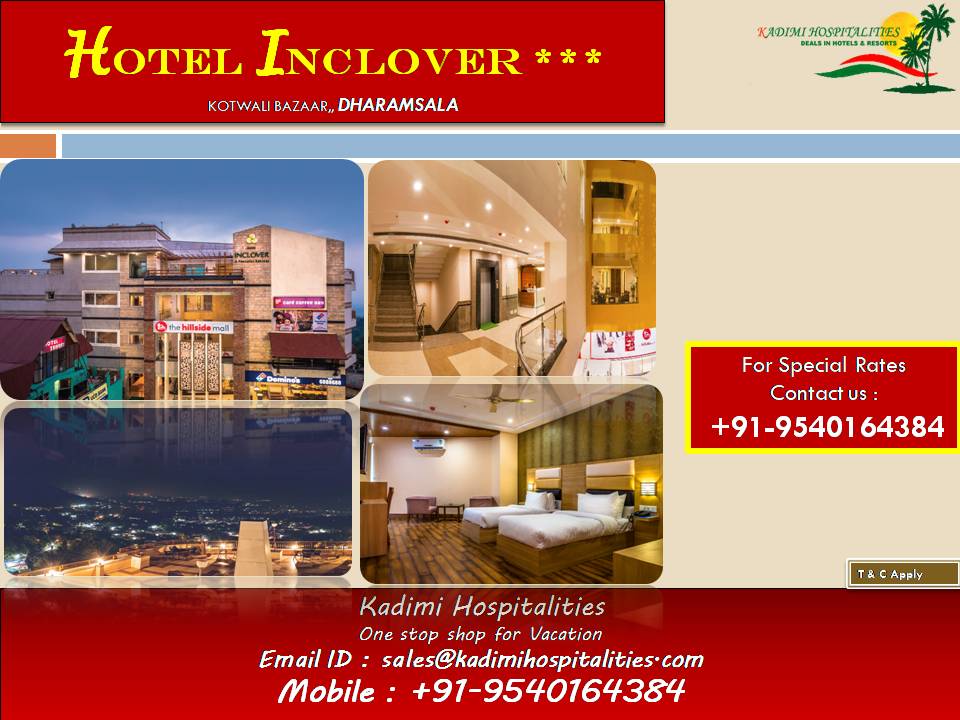 HOTEL INCLOVER ***
KOTWALI BAZAAR,, DHARAMSALA
KADIMI HOSPITALITIES
DEALS IN HOTELS & RESORTS
INCLOVER
the hillside mall
HOTEL
Domino's
For Special Rates
Contact us :
+91-9540164384
T & C Apply
Kadimi Hospitalities
One stop shop for Vacation
Email ID : sales@kadimihospitalities.com
Mobile : +91-9540164384